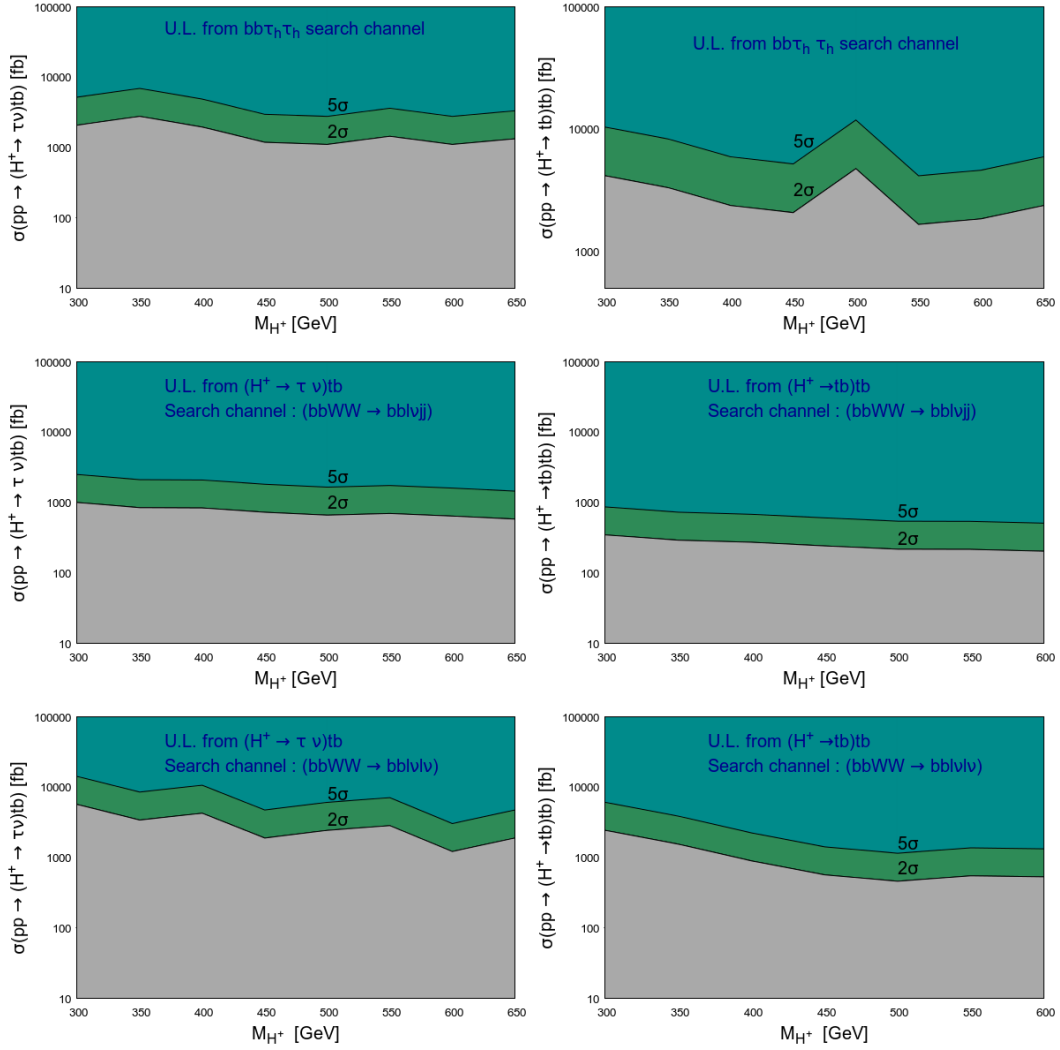 U.L. from bbτₕτₕ search channel
5σ
2σ
σ(pp → (H⁺→ τν)tb) [fb]
100000
10000
1000
100
10
300 350 400 450 500 550 600 650
M_H⁺ [GeV]
U.L. from bbτₕ τₕ search channel
5σ
2σ
σ(pp → (H⁺→ tb)tb) [fb]
100000
10000
1000
300 350 400 450 500 550 600 650
M_H⁺ [GeV]
U.L. from (H⁺ → τ ν)tb
Search channel : (bbWW → bblνjj)
5σ
2σ
σ(pp → (H⁺ → τ ν)tb) [fb]
100000
10000
1000
100
10
300 350 400 450 500 550 600 650
M_H⁺ [GeV]
U.L. from (H⁺ →tb)tb
Search channel : (bbWW → bblνjj)
5σ
2σ
σ(pp → (H⁺ →tb)tb) [fb]
100000
10000
1000
100
10
300 350 400 450 500 550 600
M_H⁺ [GeV]
U.L. from (H⁺ → τ ν)tb
Search channel : (bbWW → bblνlν)
5σ
2σ
σ(pp → (H⁺ → τν)tb) [fb]
100000
10000
1000
100
10
300 350 400 450 500 550 600 650
M_H⁺ [GeV]
U.L. from (H⁺ →tb)tb
Search channel : (bbWW → bblνlν)
5σ
2σ
σ(pp → (H⁺ →tb)tb) [fb]
100000
10000
1000
100
10
300 350 400 450 500 550 600
M_H⁺ [GeV]